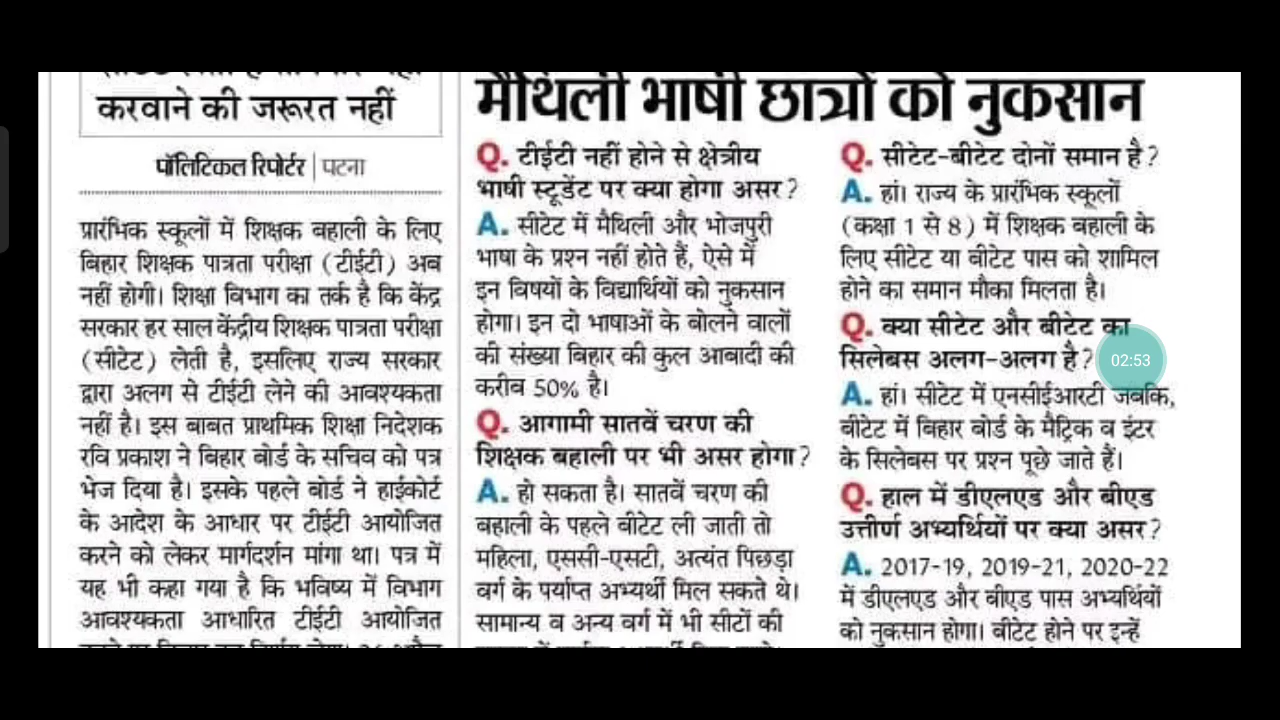 करवाने की जरूरत नहीं
पॉलिटिकल रिपोर्टर | पटना
प्रारंभिक स्कूलों में शिक्षक बहाली के लिए
बिहार शिक्षक पात्रता परीक्षा (टीईटी) अब
नहीं होगी। शिक्षा विभाग का तर्क है कि केंद्र
सरकार हर साल केंद्रीय शिक्षक पात्रता परीक्षा
(सीटेट) लेती है, इसलिए राज्य सरकार
द्वारा अलग से टीईटी लेने की आवश्यकता
नहीं है। इस बाबत प्राथमिक शिक्षा निदेशक
रवि प्रकाश ने बिहार बोर्ड के सचिव को पत्र
भेज दिया है। इसके पहले बोर्ड ने हाईकोर्ट
के आदेश के आधार पर टीईटी आयोजित
करने को लेकर मार्गदर्शन मांगा था। पत्र में
यह भी कहा गया है कि भविष्य में विभाग
आवश्यकता आधारित टीईटी आयोजित
मैथिली भाषी छात्रों को नुकसान
Q. टीईटी नहीं होने से क्षेत्रीय
भाषी स्टूडेंट पर क्या होगा असर?
A. सीटेट में मैथिली और भोजपुरी
भाषा के प्रश्न नहीं होते हैं, ऐसे में
इन विषयों के विद्यार्थियों को नुकसान
होगा। इन दो भाषाओं के बोलने वालों
की संख्या बिहार की कुल आबादी की
करीब 50% है।
Q. आगामी सातवें चरण की
शिक्षक बहाली पर भी असर होगा?
A. हो सकता है। सातवें चरण की
बहाली के पहले बीटेट ली जाती तो
महिला, एससी-एसटी, अत्यंत पिछड़ा
वर्ग के पर्याप्त अभ्यर्थी मिल सकते थे।
सामान्य व अन्य वर्ग में भी सीटों की
Q. सीटेट-बीटेट दोनों समान है?
A. हां। राज्य के प्रारंभिक स्कूलों
(कक्षा 1 से 8) में शिक्षक बहाली के
लिए सीटेट या बीटेट पास को शामिल
होने का समान मौका मिलता है।
Q. क्या सीटेट और बीटेट का
सिलेबस अलग-अलग है?
02:53
A. हां। सीटेट में एनसीईआरटी जबकि,
बीटेट में बिहार बोर्ड के मैट्रिक व इंटर
के सिलेबस पर प्रश्न पूछे जाते हैं।
Q. हाल में डीएलएड और बीएड
उत्तीर्ण अभ्यर्थियों पर क्या असर?
A. 2017-19, 2019-21, 2020-22
में डीएलएड और बीएड पास अभ्यर्थियों
को नुकसान होगा। बीटेट होने पर इन्हें